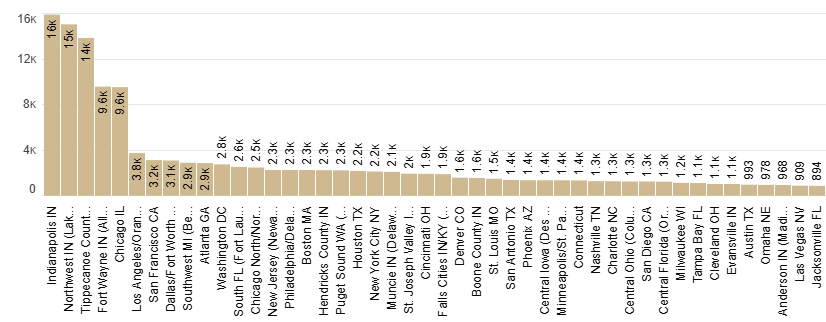 16K
12K
8K
4K
0
16K
15K
14K
9.6K
9.6K
3.8K
3.2K
3.1K
2.9K
2.9K
2.8K
2.6K
2.5K
2.3K
2.3K
2.3K
2.3K
2.3K
2.2K
2.2K
2.1K
2K
1.9K
1.9K
1.6K
1.6K
1.5K
1.4K
1.4K
1.4K
1.4K
1.4K
1.3K
1.3K
1.3K
1.3K
1.3K
1.2K
1.1K
1.1K
1.1K
993
978
968
909
894
Indianapolis IN
Northwest IN (Lak...
Tippecanoe Count...
Fort Wayne IN (All...
Chicago IL
Los Angeles/Oran...
San Francisco CA
Dallas/Fort Worth ...
Southwest MI (Be...
Atlanta GA
Washington DC
South FL (Fort Lau...
Chicago North/Nor...
New Jersey (Newa...
Philadelphia/Dela...
Boston MA
Hendricks County IN
Puget Sound WA (...
Houston TX
New York City NY
Muncie IN (Delaw...
St. Joseph Valley I...
Cincinnati OH
Falls Cities IN/KY (...
Denver CO
Boone County IN
St. Louis MO
San Antonio TX
Phoenix AZ
Central Iowa (Des ...
Minneapolis/St. Pa...
Connecticut
Nashville TN
Charlotte NC
Central Ohio (Colu...
San Diego CA
Central Florida (Or...
Milwaukee WI
Tampa Bay FL
Cleveland OH
Evansville IN
Austin TX
Omaha NE
Anderson IN (Madi...
Las Vegas NV
Jacksonville FL